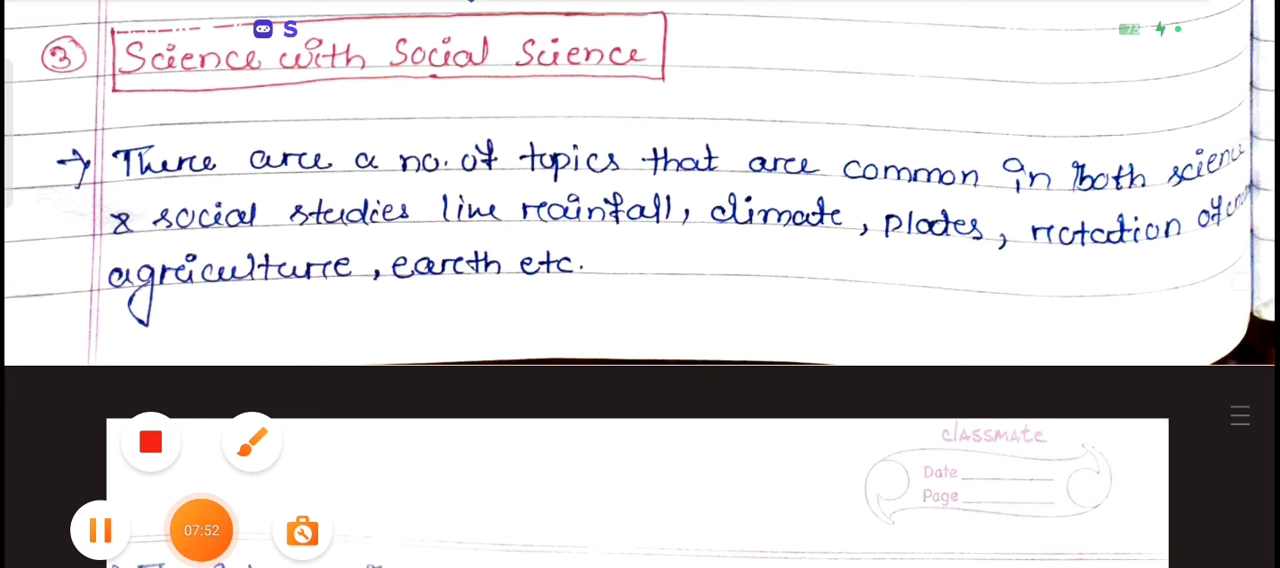 S
73
③ Science with Social Science
→ There are a no. of topics that are common in both science
& social studies like rainfall, climate, plates, rotation of
agriculture, earth etc.
classmate
Date
Page
07:52